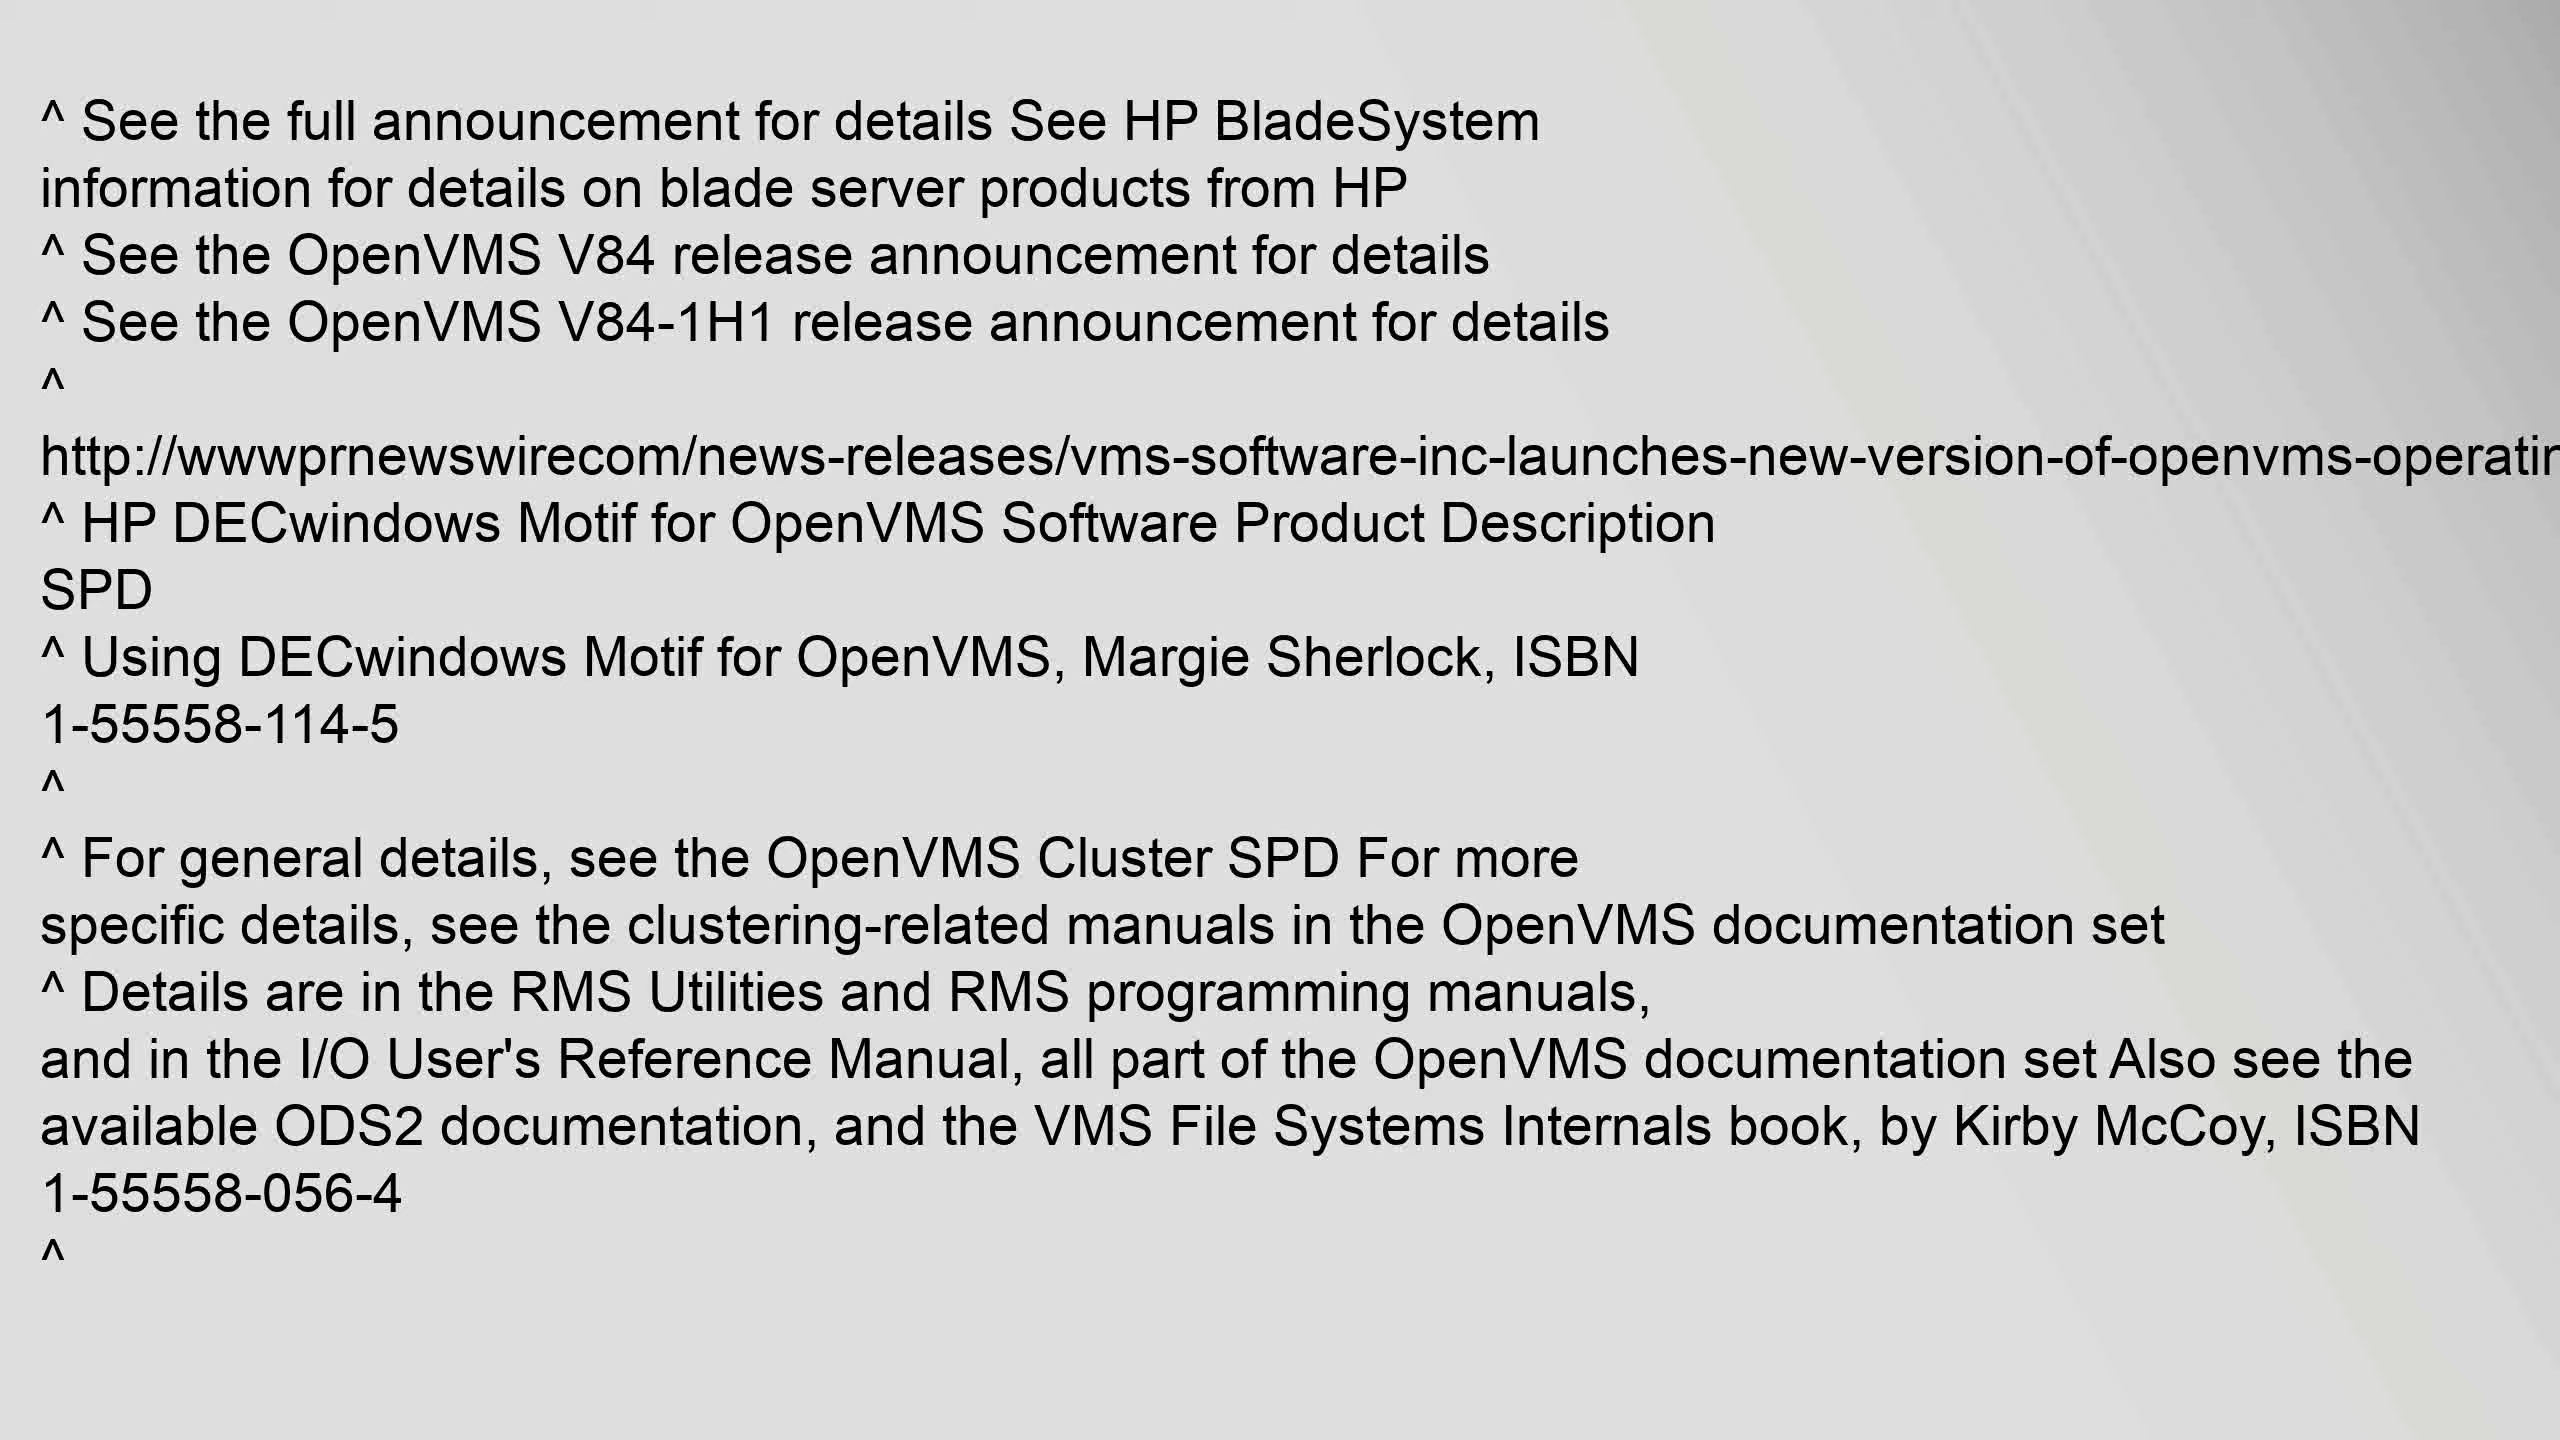 ^ See the full announcement for details See HP BladeSystem
information for details on blade server products from HP
^ See the OpenVMS V84 release announcement for details
^ See the OpenVMS V84-1H1 release announcement for details
^
http://wwwprnewswirecom/news-releases/vms-software-inc-launches-new-version-of-openvms-operatin
^ HP DECwindows Motif for OpenVMS Software Product Description
SPD
^ Using DECwindows Motif for OpenVMS, Margie Sherlock, ISBN
1-55558-114-5
^
^ For general details, see the OpenVMS Cluster SPD For more
specific details, see the clustering-related manuals in the OpenVMS documentation set
^ Details are in the RMS Utilities and RMS programming manuals,
and in the I/O User's Reference Manual, all part of the OpenVMS documentation set Also see the
available ODS2 documentation, and the VMS File Systems Internals book, by Kirby McCoy, ISBN
1-55558-056-4
^